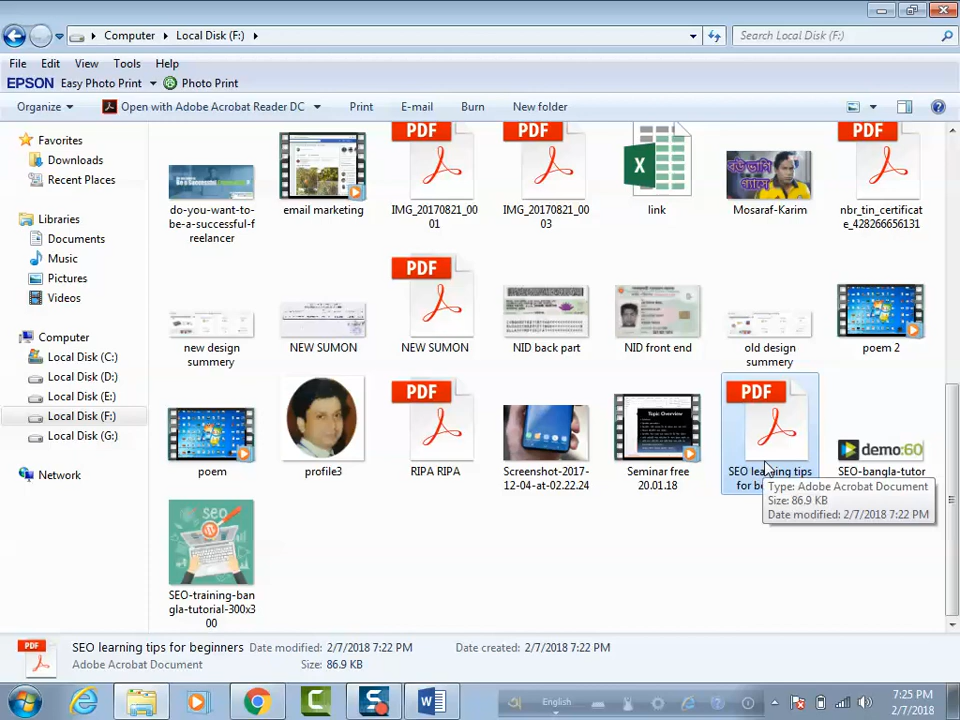 Computer ▸ Local Disk (F:) ▸
Search Local Disk (F:)
File Edit View Tools Help
EPSON Easy Photo Print Photo Print
Organize Open with Adobe Acrobat Reader DC Print E-mail Burn New folder
Favorites
Downloads
Recent Places
Libraries
Documents
Music
Pictures
Videos
Computer
Local Disk (C:)
Local Disk (D:)
Local Disk (E:)
Local Disk (F:)
Local Disk (G:)
Network
PDF
PDF
PDF
do-you-want-to-
be-a-successful-f
reelancer
email marketing
IMG_20170821_00
01
IMG_20170821_00
03
link
Mosaraf-Karim
nbr_tin_certificat
e_428266656131
PDF
new design
summery
NEW SUMON
NEW SUMON
NID back part
NID front end
old design
summery
poem 2
PDF
Topic Overview
PDF
demo:60
poem
profile3
RIPA RIPA
Screenshot-2017-
12-04-at-02.22.24
Seminar free
20.01.18
SEO learning tips
SEO-bangla-tutor
Type: Adobe Acrobat Document
Size: 86.9 KB
Date modified: 2/7/2018 7:22 PM
SEO
SEO-training-ban
gla-tutorial-300x3
00
PDF
SEO learning tips for beginners Date modified: 2/7/2018 7:22 PM Date created: 2/7/2018 7:22 PM
Adobe Acrobat Document Size: 86.9 KB
English
7:25 PM
2/7/2018